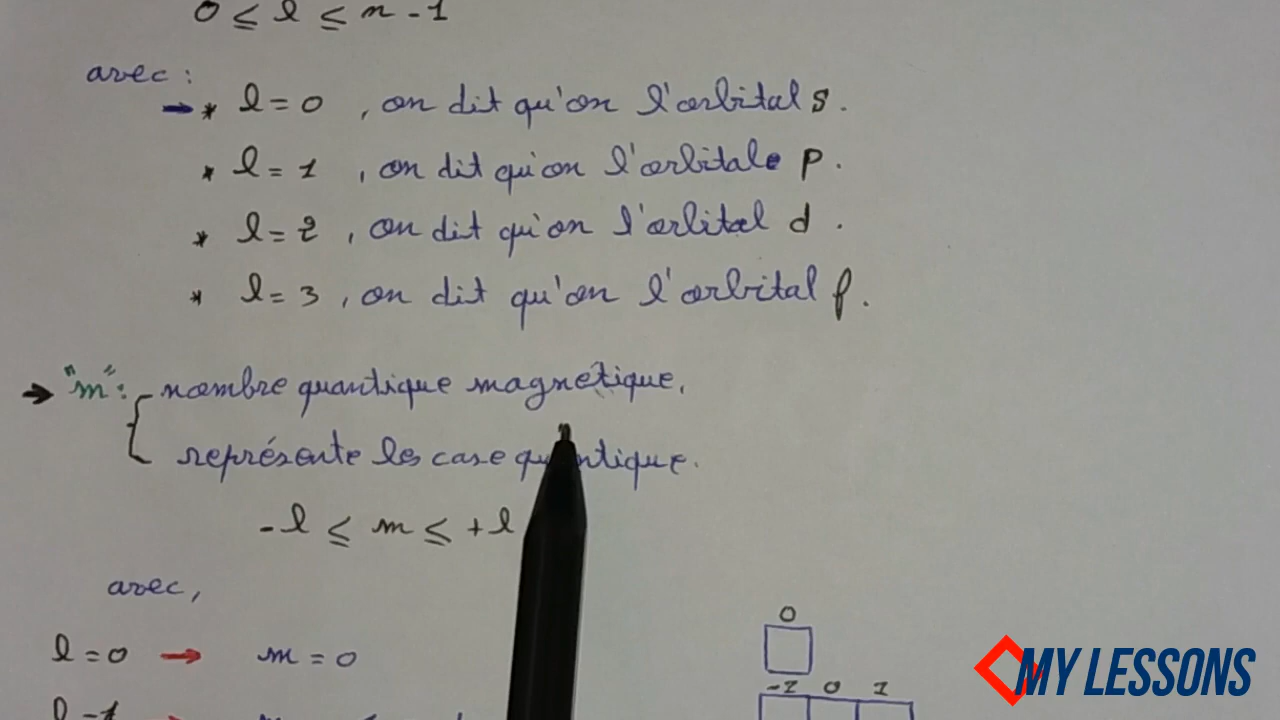 0 ≤ l ≤ n - 1
avec :
→ * l = 0 , on dit qu'on l'orbital s .
* l = 1 , on dit qu'on l'orbitale p .
* l = 2 , on dit qu'on l'orbital d .
* l = 3 , on dit qu'on l'orbital f .
→ "m" : nombre quantique magnétique.
représente les case quantique.
- l ≤ m ≤ + l
avec,
0
l = 0 → m = 0
-1 0 1
MY LESSONS